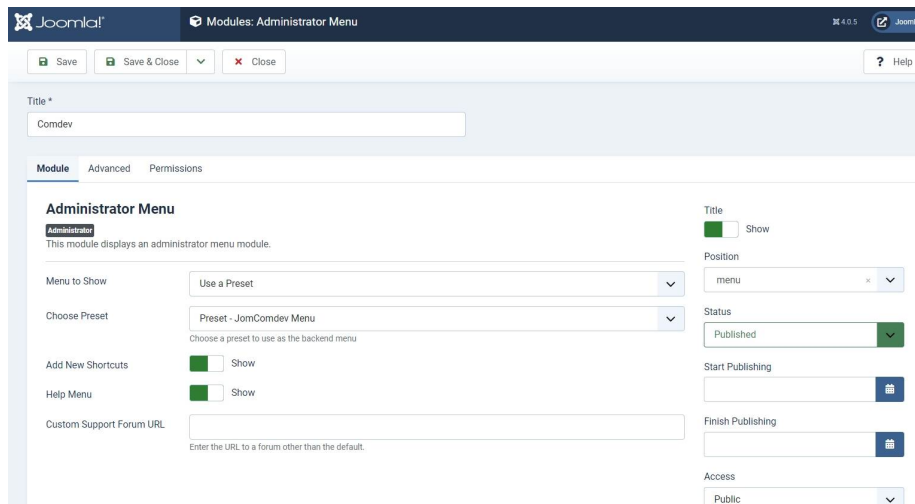 Joomla!
Modules: Administrator Menu
4.0.5
Save
Save & Close
Close
? Help
Title *
Comdev
Module
Advanced
Permissions
Administrator Menu
Administrator
This module displays an administrator menu module.
Menu to Show
Use a Preset
Choose Preset
Preset - JomComdev Menu
Choose a preset to use as the backend menu
Add New Shortcuts
Show
Help Menu
Show
Custom Support Forum URL
Enter the URL to a forum other than the default.
Title
Show
Position
menu
×
Status
Published
Start Publishing
Finish Publishing
Access
Public